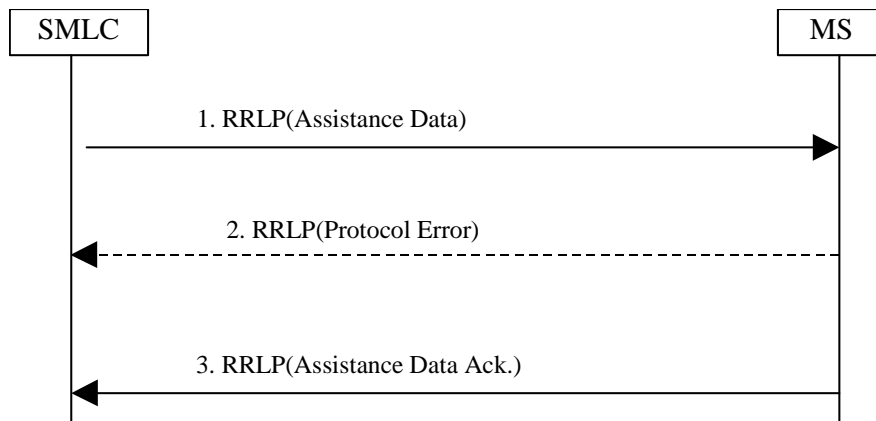 SMLC
MS
1. RRLP(Assistance Data)
2. RRLP(Protocol Error)
3. RRLP(Assistance Data Ack.)